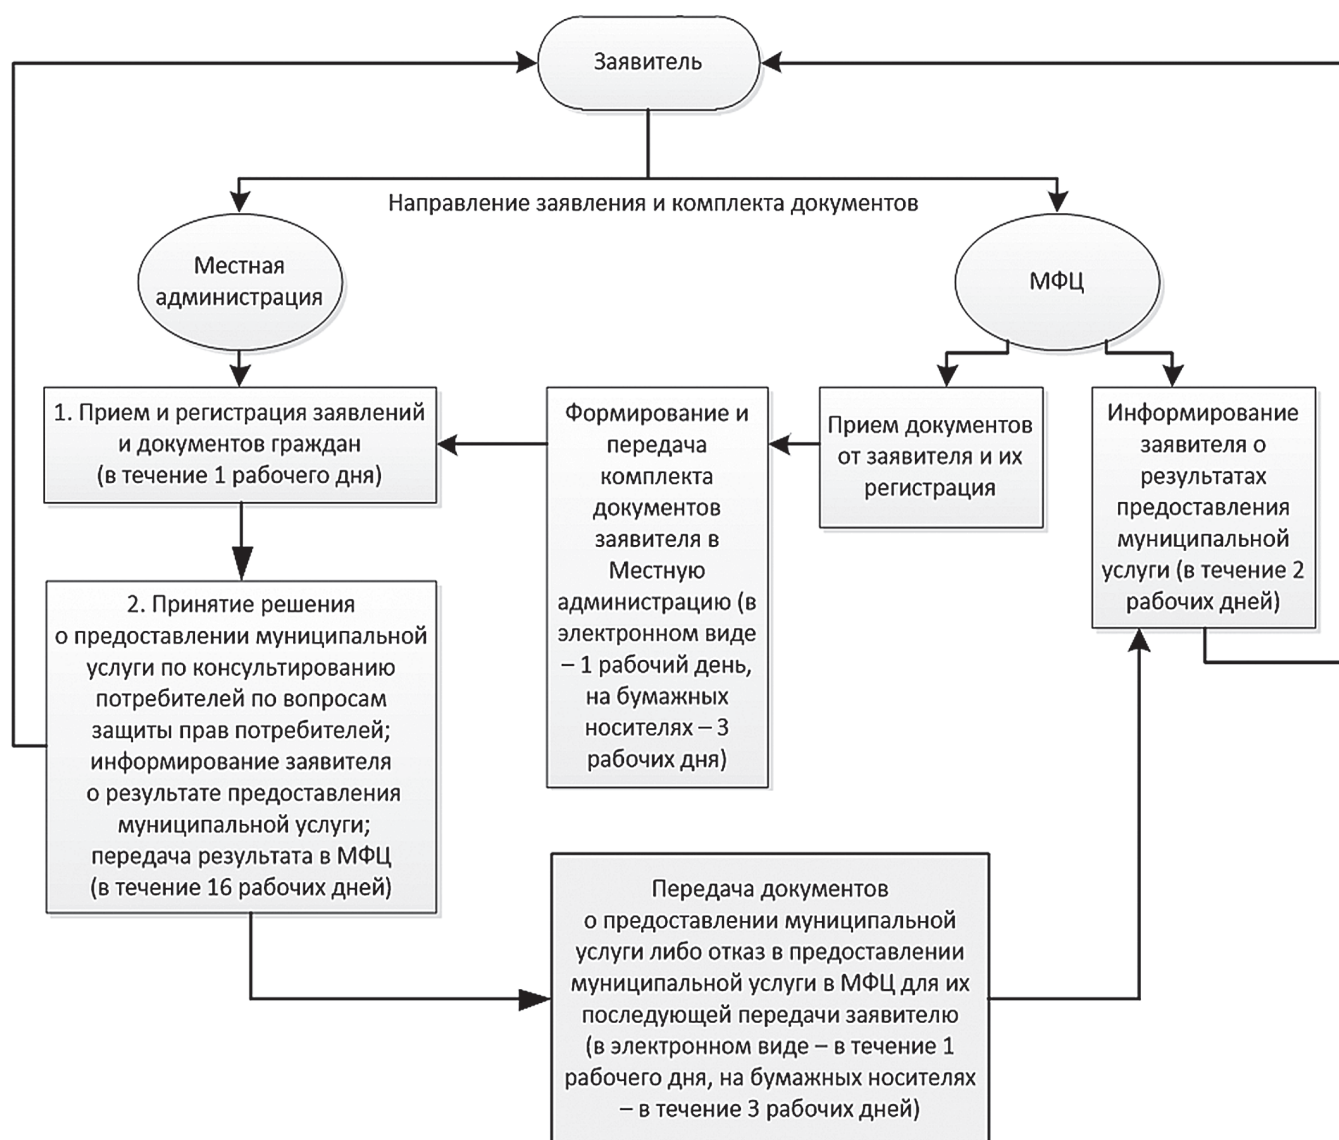 Заявитель
Направление заявления и комплекта документов
Местная
администрация
МФЦ
1. Прием и регистрация заявлений
и документов граждан
(в течение 1 рабочего дня)
Формирование и
передача
комплекта
документов
заявителя в
Местную
администрацию (в
электронном виде
– 1 рабочий день,
на бумажных
носителях – 3
рабочих дня)
Прием документов
от заявителя и их
регистрация
Информирование
заявителя о
результатах
предоставления
муниципальной
услуги (в течение 2
рабочих дней)
2. Принятие решения
о предоставлении муниципальной
услуги по консультированию
потребителей по вопросам
защиты прав потребителей;
информирование заявителя
о результате предоставления
муниципальной услуги;
передача результата в МФЦ
(в течение 16 рабочих дней)
Передача документов
о предоставлении муниципальной
услуги либо отказ в предоставлении
муниципальной услуги в МФЦ для их
последующей передачи заявителю
(в электронном виде – в течение 1
рабочего дня, на бумажных носителях
– в течение 3 рабочих дней)